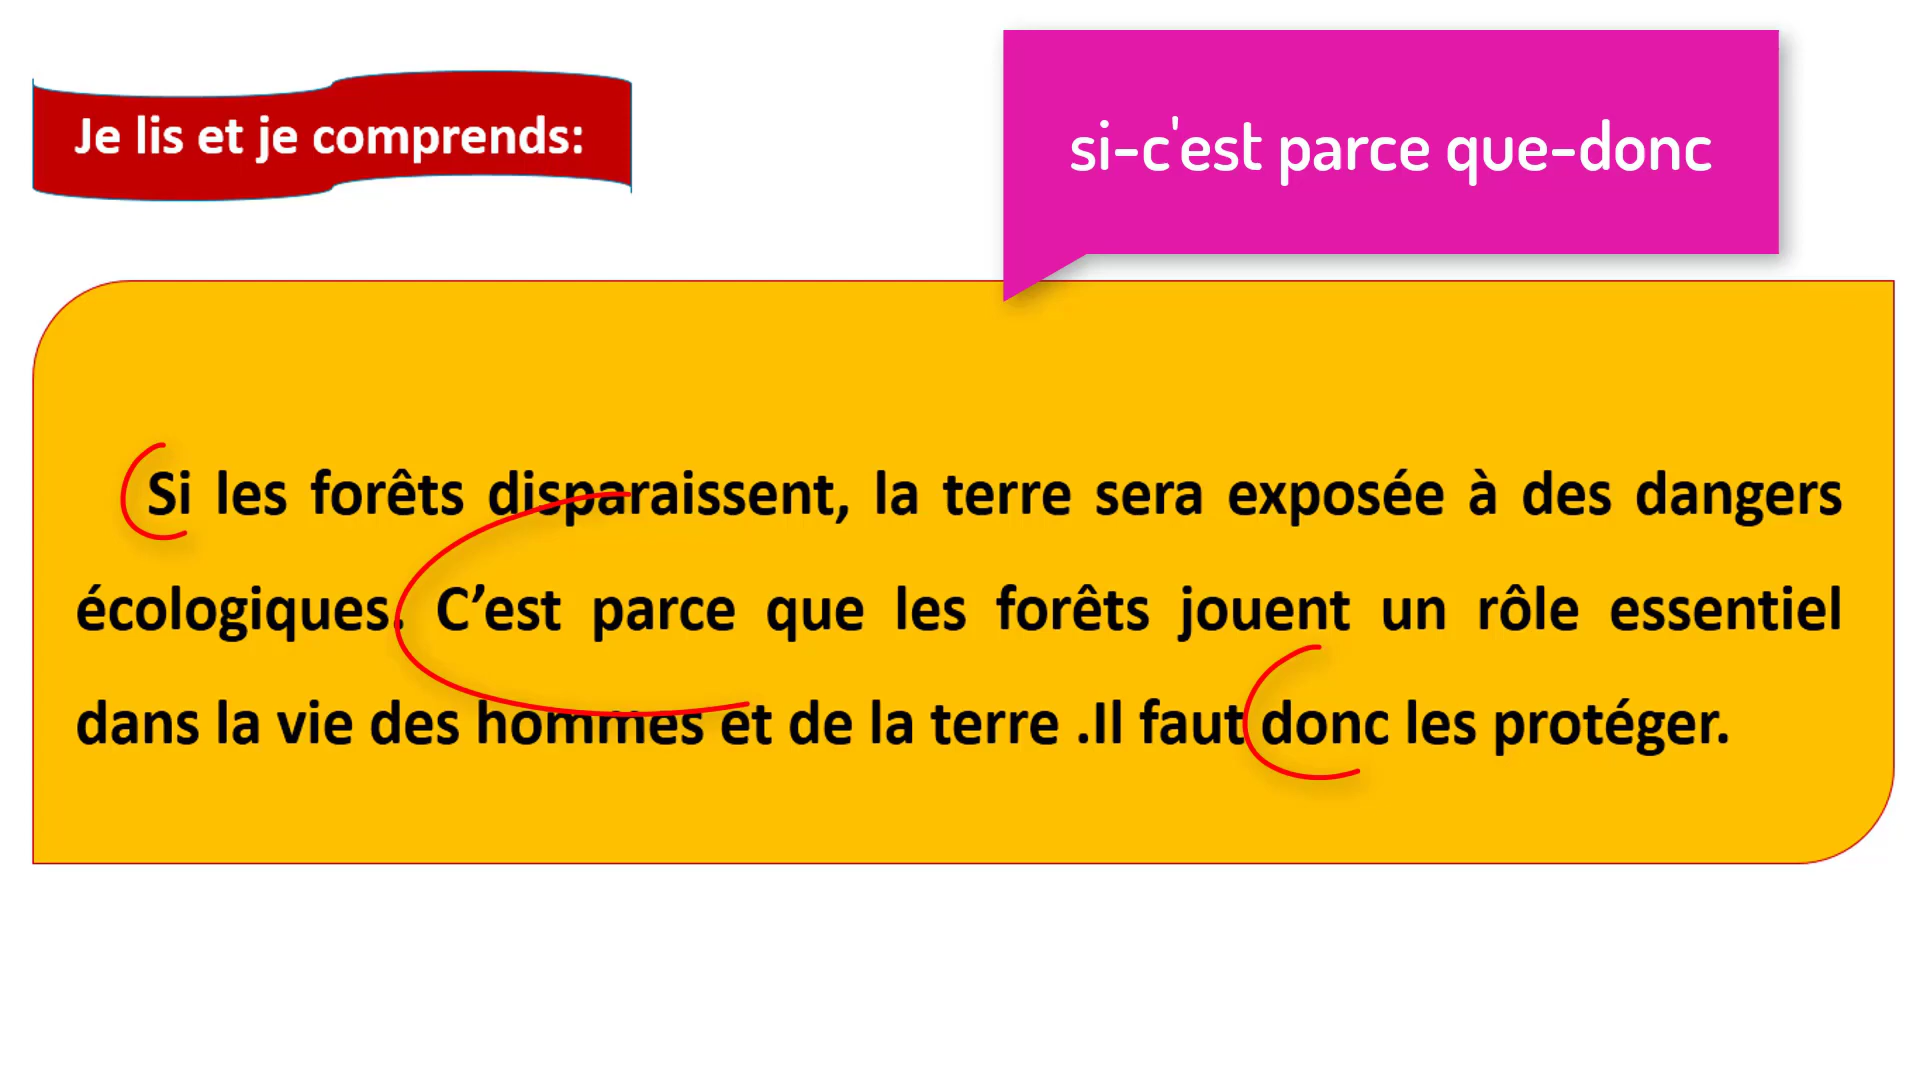 Je lis et je comprends:
si-c'est parce que-donc
Si les forêts disparaissent, la terre sera exposée à des dangers
écologiques. C’est parce que les forêts jouent un rôle essentiel
dans la vie des hommes et de la terre .Il faut donc les protéger.